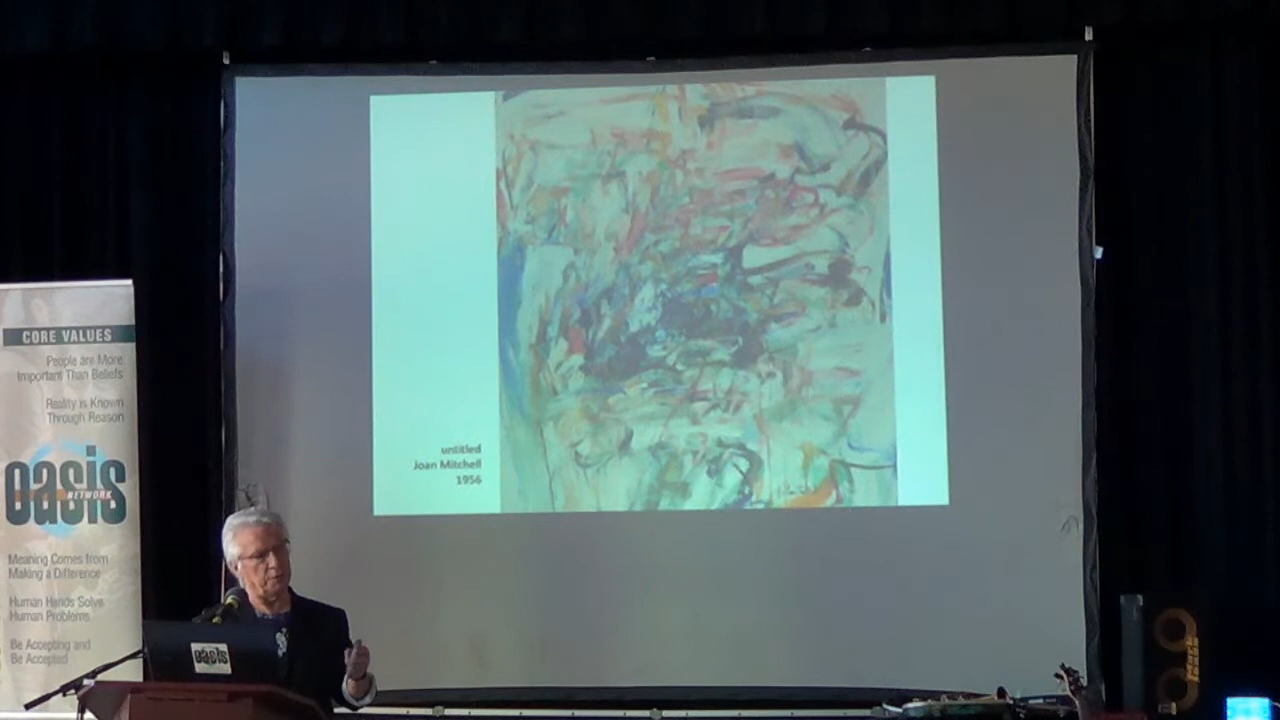 CORE VALUES
People are More
Important Than Beliefs
Reality is Known
Through Reason
oasis
NETWORK
Meaning Comes from
Making a Difference
Human Hands Solve
Human Problems
Be Accepting and
Be Accepted
untitled
Joan Mitchell
1956
oasis